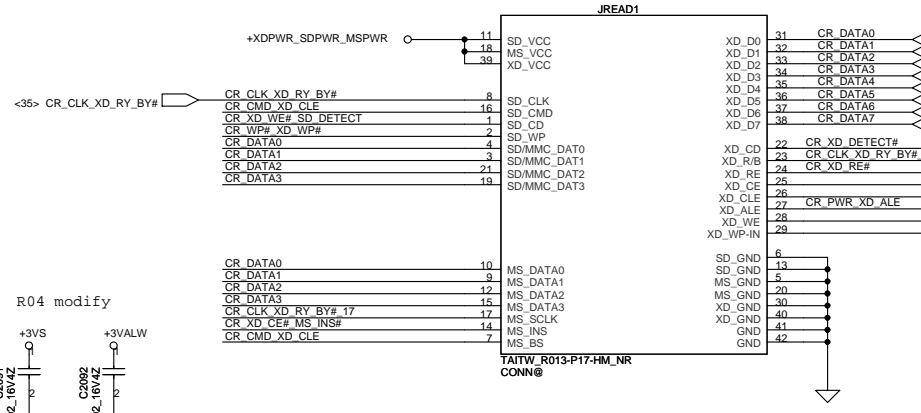 JREAD1
+XDPWR_SDPWR_MSPWR
11 SD_VCC
18 MS_VCC
39 XD_VCC
<35> CR_CLK_XD_RY_BY#
CR_CLK_XD_RY_BY# 8 SD_CLK
CR_CMD_XD_CLE 16 SD_CMD
CR_XD_WE#_SD_DETECT 1 SD_CD
CR_WP#_XD_WP# 2 SD_WP
CR_DATA0 4 SD/MMC_DAT0
CR_DATA1 3 SD/MMC_DAT1
CR_DATA2 21 SD/MMC_DAT2
CR_DATA3 19 SD/MMC_DAT3
CR_DATA0 10 MS_DATA0
CR_DATA1 9 MS_DATA1
CR_DATA2 12 MS_DATA2
CR_DATA3 15 MS_DATA3
CR_CLK_XD_RY_BY#_17 17 MS_SCLK
CR_XD_CE#_MS_INS# 14 MS_INS
CR_CMD_XD_CLE 7 MS_BS
XD_D0 31 CR_DATA0
XD_D1 32 CR_DATA1
XD_D2 33 CR_DATA2
XD_D3 34 CR_DATA3
XD_D4 35 CR_DATA4
XD_D5 36 CR_DATA5
XD_D6 37 CR_DATA6
XD_D7 38 CR_DATA7
XD_CD 22 CR_XD_DETECT#
XD_R/B 23 CR_CLK_XD_RY_BY#
XD_RE 24 CR_XD_RE#
XD_CE 25
XD_CLE 26
XD_ALE 27 CR_PWR_XD_ALE
XD_WE 28
XD_WP-IN 29
SD_GND 6
SD_GND 13
MS_GND 5
MS_GND 20
XD_GND 30
XD_GND 40
GND 41
GND 42
TAITW_R013-P17-HM_NR
CONN@
R04 modify
+3VS
+3VALW
1
1
2
C2092
2